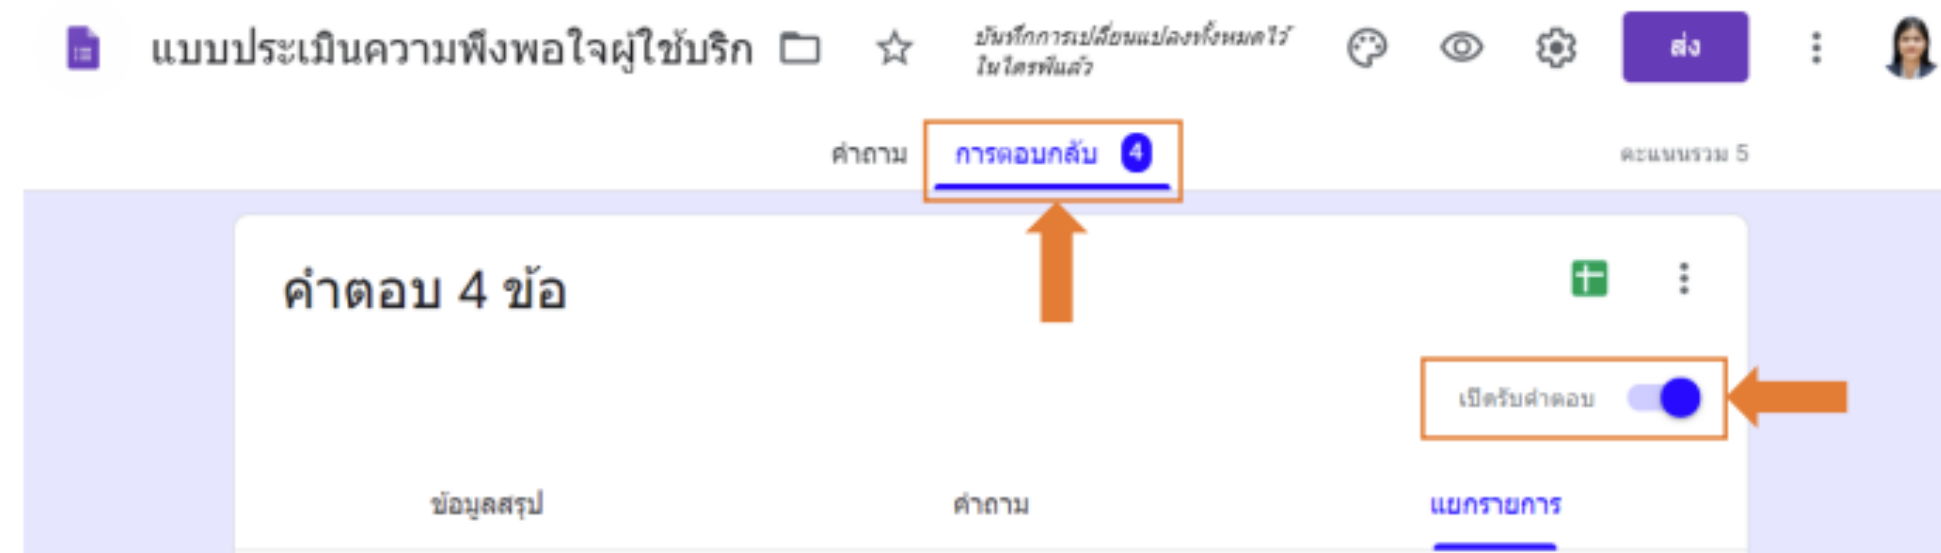 แบบประเมินความพึงพอใจผู้ใช้บริก
บันทึกการเปลี่ยนแปลงทั้งหมดไว้
ในไดรฟ์แล้ว
ส่ง
คำถาม การตอบกลับ 4
คะแนนรวม 5
คำตอบ 4 ข้อ
เปิดรับคำตอบ
ข้อมูลสรุป คำถาม แยกรายการ